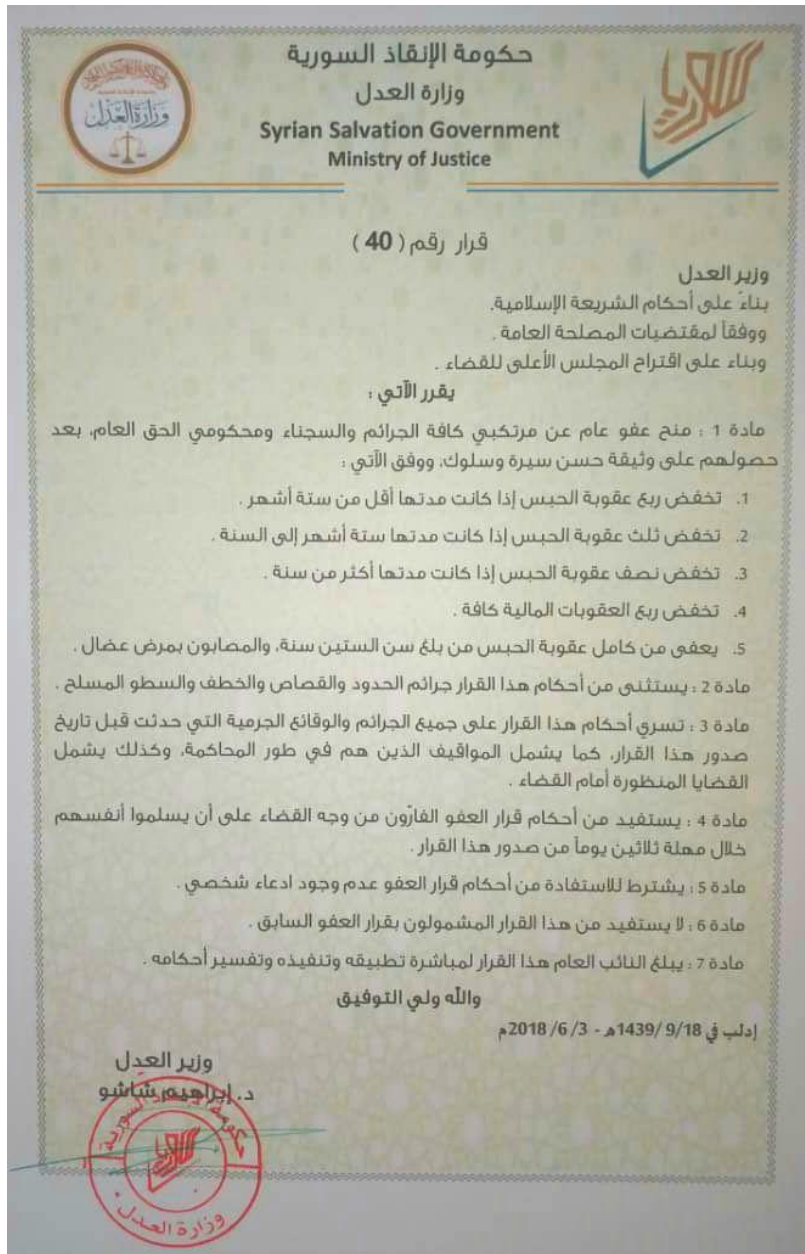 حكومة الإنقاذ السورية
وزارة العدل
Syrian Salvation Government
Ministry of Justice
وزارة العدل
قرار رقم ( 40 )
وزير العدل
بناءً على أحكام الشريعة الإسلامية.
ووفقاً لمقتضيات المصلحة العامة .
وبناء على اقتراح المجلس الأعلى للقضاء .
يقرر الآتي :
مادة 1 : منح عفو عام عن مرتكبي كافة الجرائم والسجناء ومحكومي الحق العام، بعد
حصولهم على وثيقة حسن سيرة وسلوك، ووفق الآتي :
1. تخفض ربع عقوبة الحبس إذا كانت مدتها أقل من ستة أشهر .
2. تخفض ثلث عقوبة الحبس إذا كانت مدتها ستة أشهر إلى السنة .
3. تخفض نصف عقوبة الحبس إذا كانت مدتها أكثر من سنة .
4. تخفض ربع العقوبات المالية كافة .
5. يعفى من كامل عقوبة الحبس من بلغ سن الستين سنة، والمصابون بمرض عضال .
مادة 2 : يستثنى من أحكام هذا القرار جرائم الحدود والقصاص والخطف والسطو المسلح .
مادة 3 : تسري أحكام هذا القرار على جميع الجرائم والوقائع الجرمية التي حدثت قبل تاريخ
صدور هذا القرار، كما يشمل المواقيف الذين هم في طور المحاكمة، وكذلك يشمل
القضايا المنظورة أمام القضاء .
مادة 4 : يستفيد من أحكام قرار العفو الفارّون من وجه القضاء على أن يسلموا أنفسهم
خلال مهلة ثلاثين يوماً من صدور هذا القرار .
مادة 5 : يشترط للاستفادة من أحكام قرار العفو عدم وجود ادعاء شخصي .
مادة 6 : لا يستفيد من هذا القرار المشمولون بقرار العفو السابق .
مادة 7 : يبلغ النائب العام هذا القرار لمباشرة تطبيقه وتنفيذه وتفسير أحكامه .
والله ولي التوفيق
إدلب في 9/18 /1439هـ - 3/ 6/ 2018م
وزير العدل
د. إبراهيم شاشو
حكومة الإنقاذ السورية
وزارة العدل